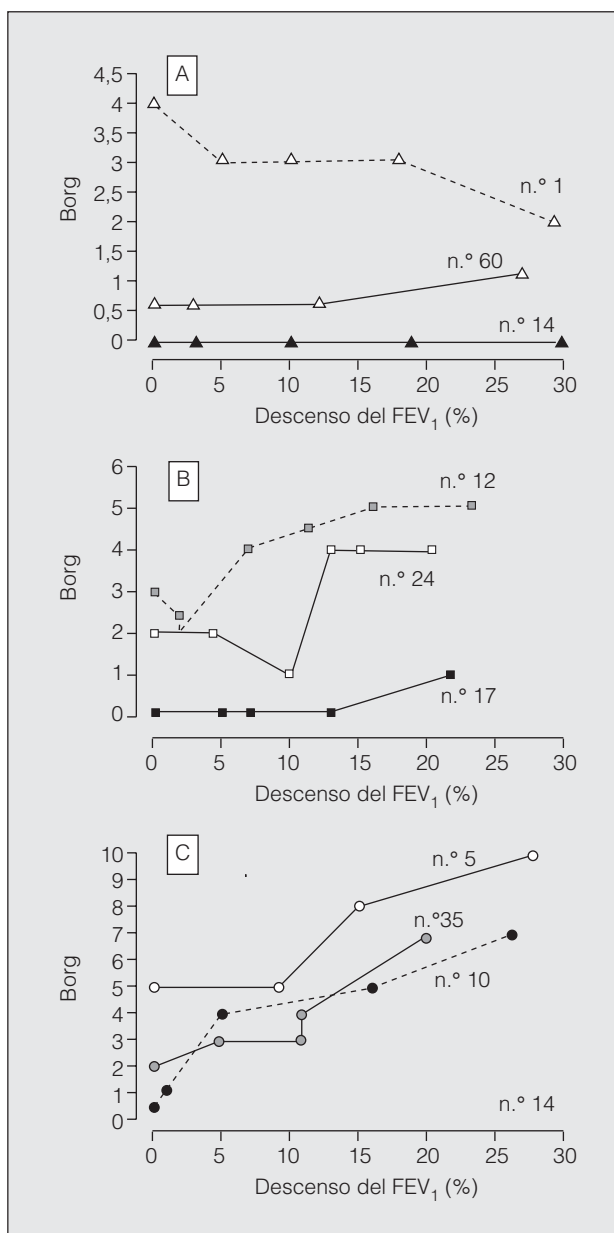 A
4,5
4
3,5
3
2,5
2
1,5
1
0,5
0
Borg
n.° 1
n.° 60
n.° 14
0 5 10 15 20 25 30
Descenso del FEV1 (%)
B
6
5
4
3
2
1
0
Borg
n.° 12
n.° 24
n.° 17
0 5 10 15 20 25 30
Descenso del FEV1 (%)
C
10
9
8
7
6
5
4
3
2
1
0
Borg
n.° 5
n.°35
n.° 10
n.° 14
0 5 10 15 20 25 30
Descenso del FEV1 (%)